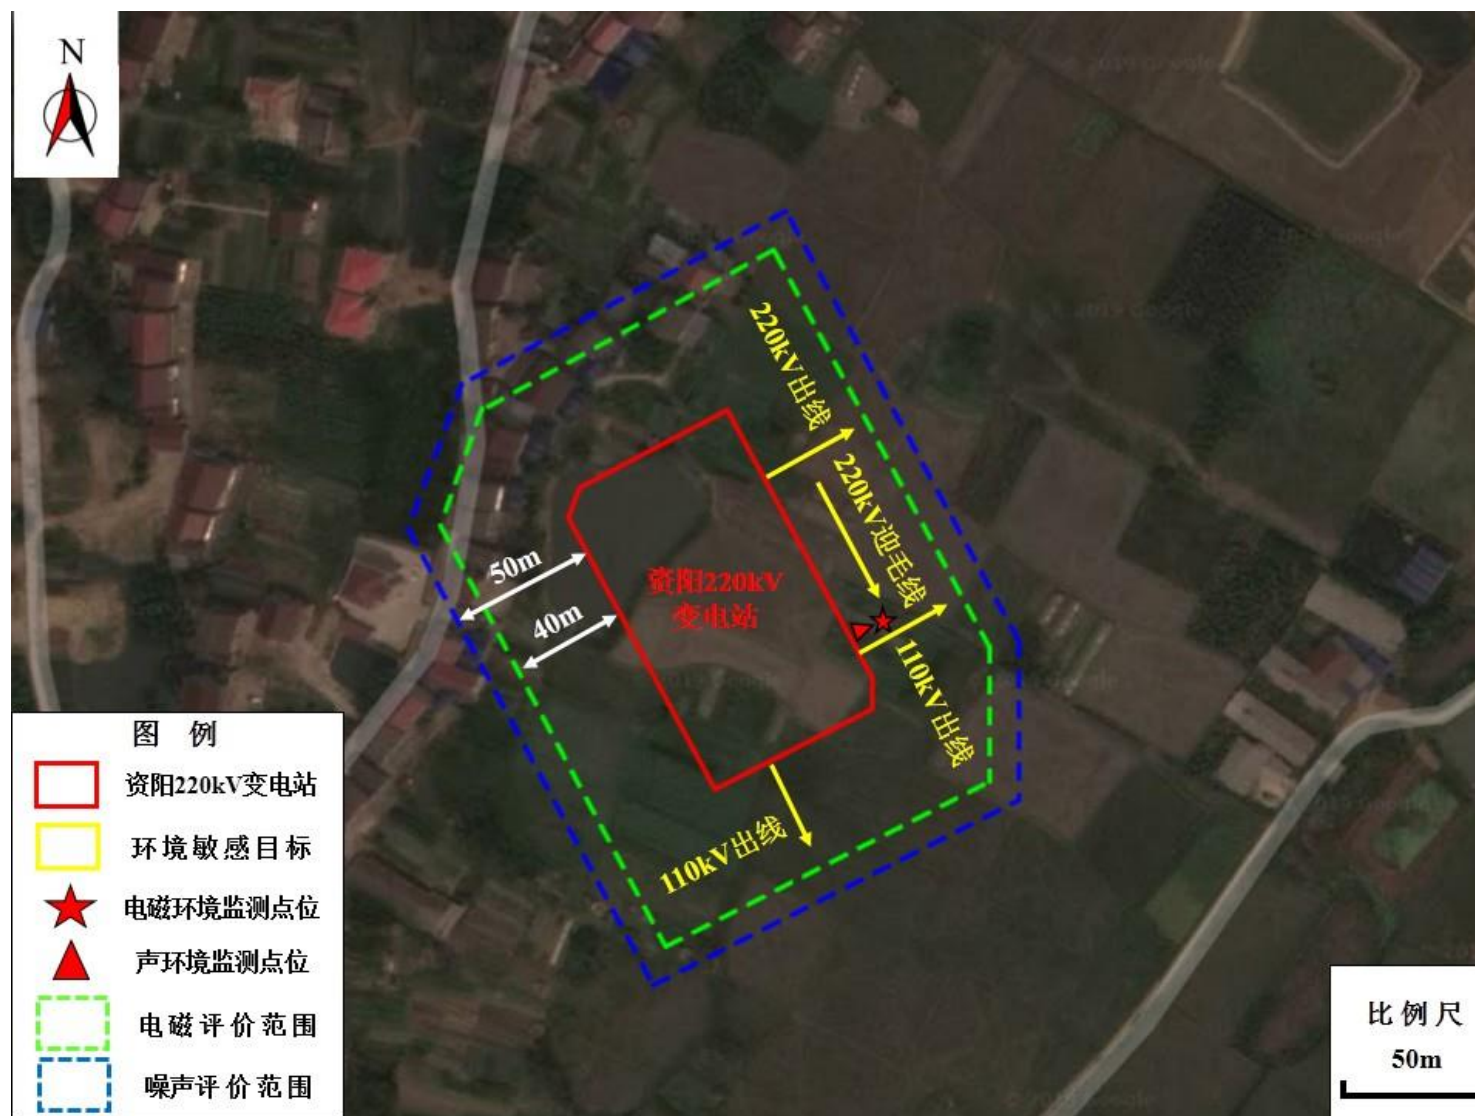 N
220kV出线
220kV迎毛线
50m
40m
资阳220kV
变电站
110kV出线
110kV出线
图 例
资阳220kV变电站
环境敏感目标
电磁环境监测点位
声环境监测点位
电磁评价范围
噪声评价范围
比例尺
50m